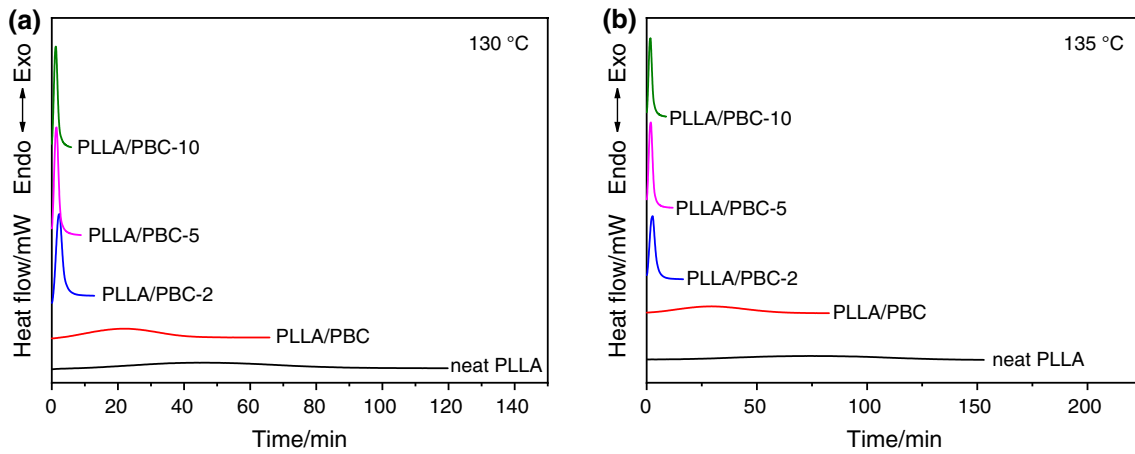 (a)
130 °C
Heat flow/mW Endo ←→ Exo
PLLA/PBC-10
PLLA/PBC-5
PLLA/PBC-2
PLLA/PBC
neat PLLA
0 20 40 60 80 100 120 140
Time/min
(b)
135 °C
Heat flow/mW Endo ←→ Exo
PLLA/PBC-10
PLLA/PBC-5
PLLA/PBC-2
PLLA/PBC
neat PLLA
0 50 100 150 200
Time/min